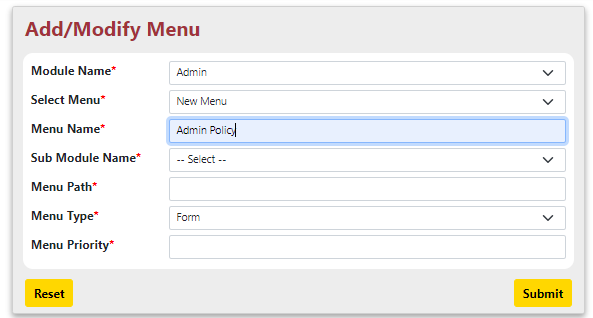 Add/Modify Menu
Module Name* Admin
Select Menu* New Menu
Menu Name* Admin Policy
Sub Module Name* -- Select --
Menu Path*
Menu Type* Form
Menu Priority*
Reset Submit